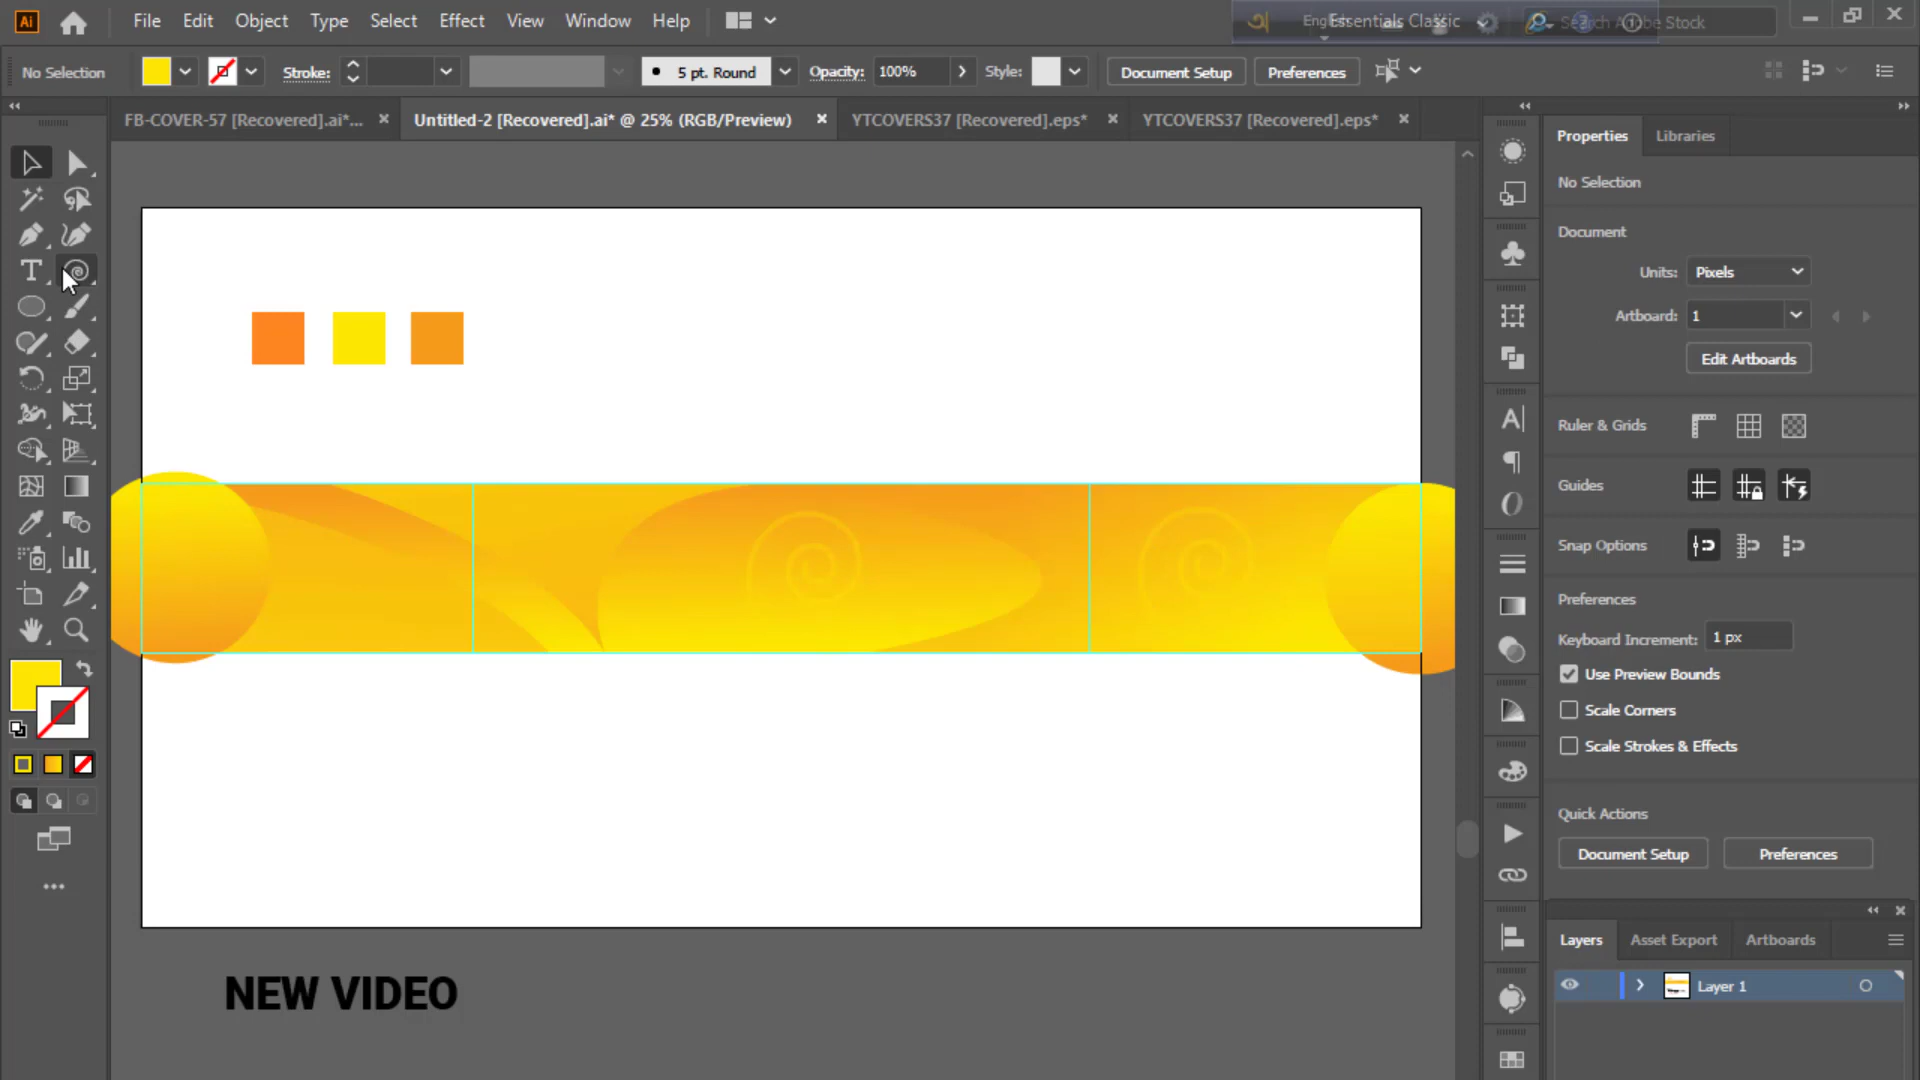 Ai File Edit Object Type Select Effect View Window Help
English Essentials Classic Search Adobe Stock
No Selection Stroke: 5 pt. Round Opacity: 100% Style: Document Setup Preferences
FB-COVER-57 [Recovered].ai*... Untitled-2 [Recovered].ai* @ 25% (RGB/Preview) YTCOVERS37 [Recovered].eps* YTCOVERS37 [Recovered].eps*
Properties Libraries
No Selection
Document
Units: Pixels
Artboard: 1
Edit Artboards
Ruler & Grids
Guides
Snap Options
Preferences
Keyboard Increment: 1 px
Use Preview Bounds
Scale Corners
Scale Strokes & Effects
Quick Actions
Document Setup Preferences
Layers Asset Export Artboards
Layer 1
NEW VIDEO